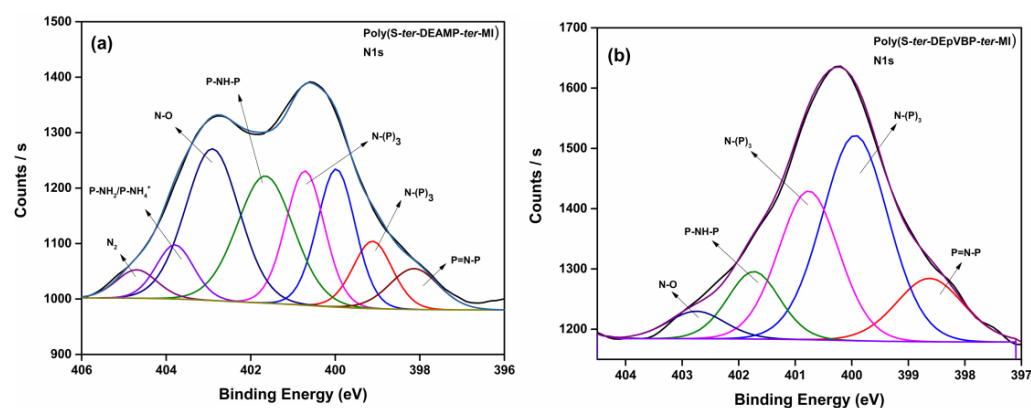 (a)
Poly(S-ter-DEAMP-ter-MI)
N1s
P-NH-P
N-O
N-(P)3
P-NH2/P-NH4+
N-(P)3
N2
P=N-P
1500
1400
1300
1200
1100
1000
900
406 404 402 400 398 396
Counts / s
Binding Energy (eV)
(b)
Poly(S-ter-DEpVBP-ter-MI)
N1s
N-(P)3
N-(P)3
P-NH-P
P=N-P
N-O
1700
1600
1500
1400
1300
1200
404 403 402 401 400 399 398 397
Counts / s
Binding Energy (eV)